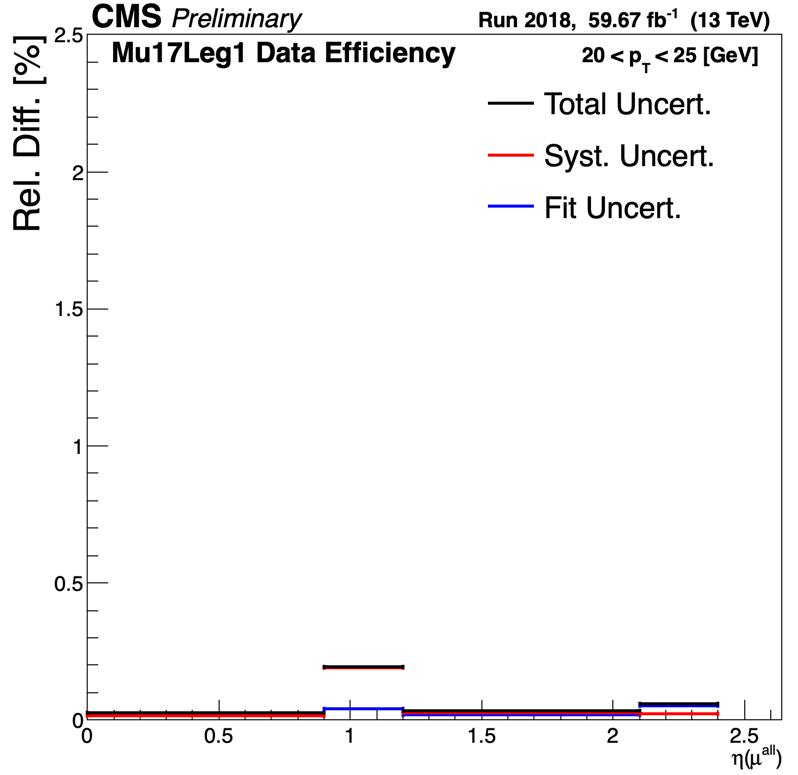 CMS Preliminary
Run 2018, 59.67 fb⁻¹ (13 TeV)
Mu17Leg1 Data Efficiency
20 < p_T < 25 [GeV]
Total Uncert.
Syst. Uncert.
Fit Uncert.
Rel. Diff. [%]
2.5
2
1.5
1
0.5
0
0 0.5 1 1.5 2 2.5
η(μ^all)